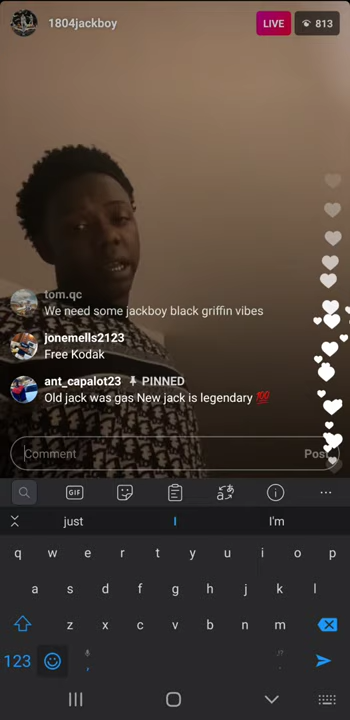 1804jackboy
LIVE
813
tom.qc
We need some jackboy black griffin vibes
jonemells2123
Free Kodak
ant_capalot23 PINNED
Old jack was gas New jack is legendary 💯
Comment
Post
GIF
just I I'm
q w e r t y u i o p
a s d f g h j k l
z x c v b n m
123 , .